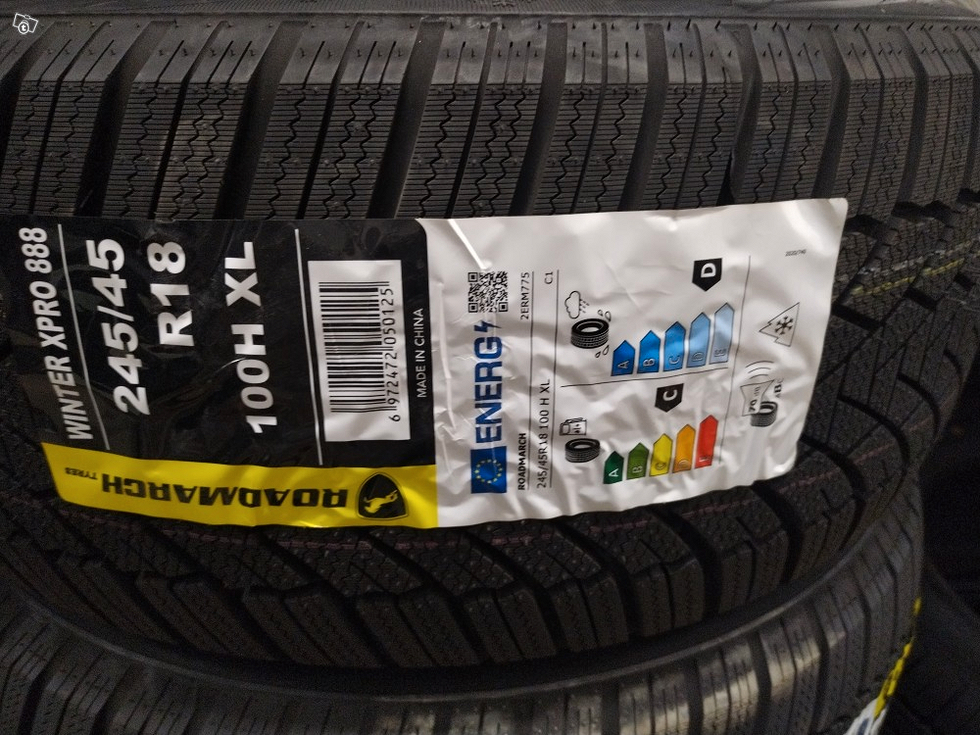 WINTER XPRO 888
245/45
R18
100H XL
6 972472 050125
MADE IN CHINA
ROADMARCH TYRES
ENERG
ROADMARCH
2ERM775
245/45R18 100 H XL
C1
A
B
C
D
D
A
B
C
D
C